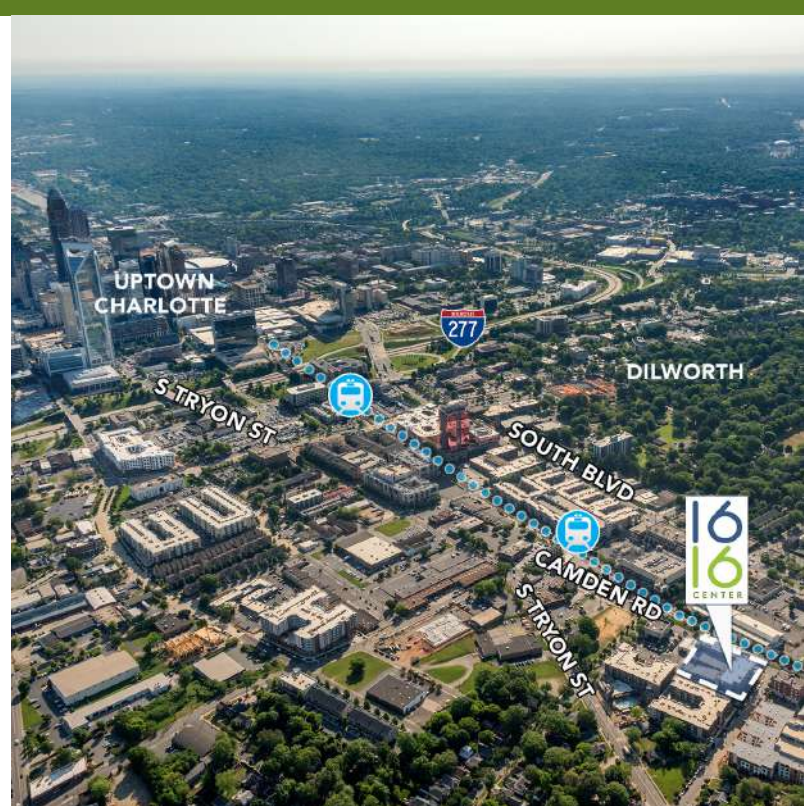 UPTOWN
CHARLOTTE
277
DILWORTH
S TRYON ST
SOUTH BLVD
16
16
CENTER
CAMDEN RD
S TRYON ST